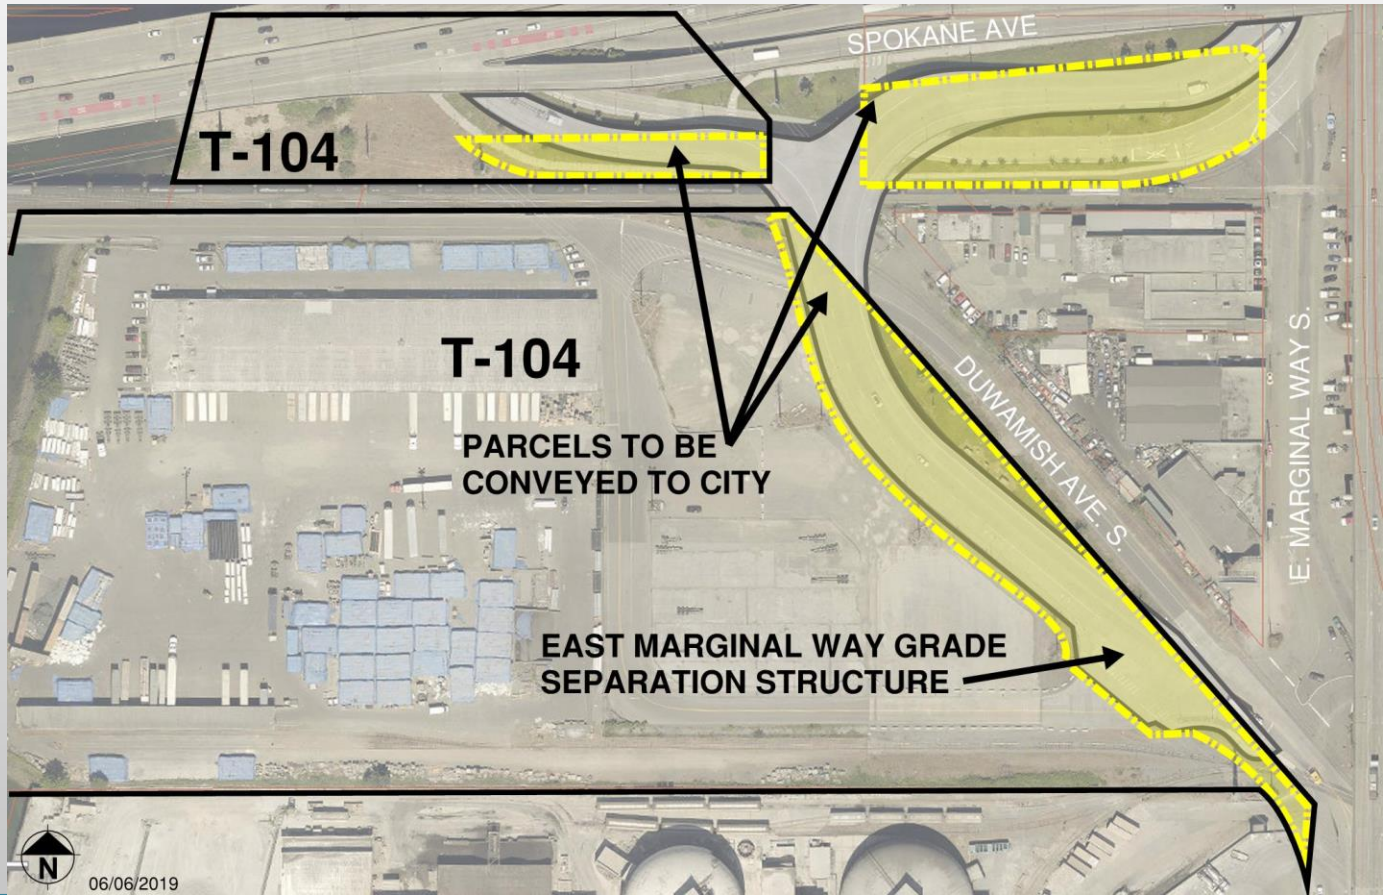 SPOKANE AVE
T-104
T-104
PARCELS TO BE
CONVEYED TO CITY
DUWAMISH AVE. S.
E. MARGINAL WAY S.
EAST MARGINAL WAY GRADE
SEPARATION STRUCTURE
N
06/06/2019